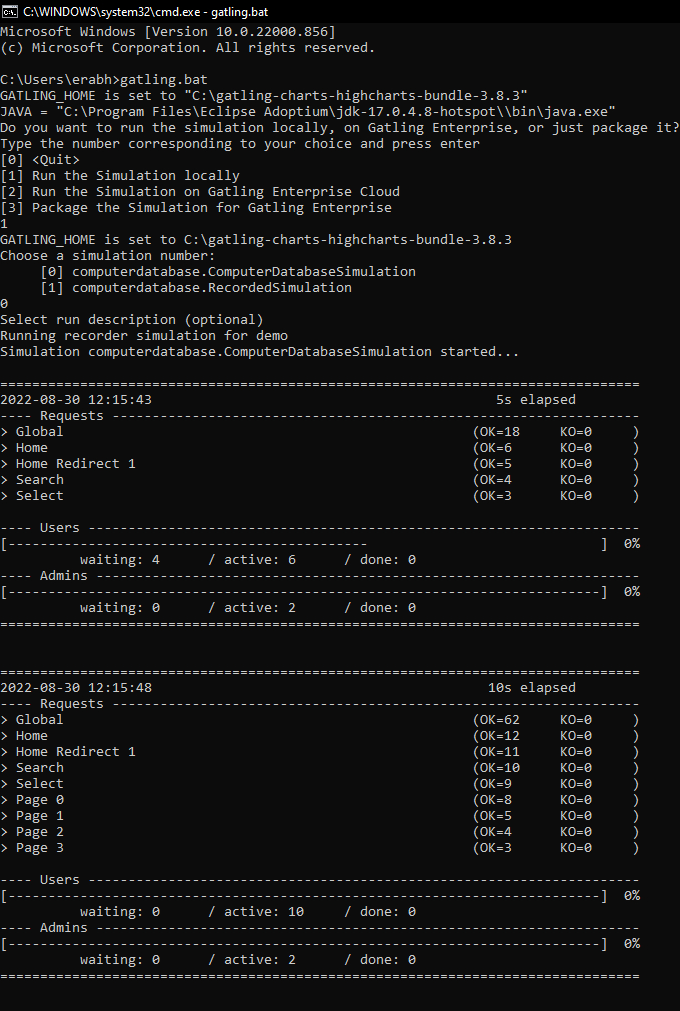 C:\WINDOWS\system32\cmd.exe - gatling.bat
Microsoft Windows [Version 10.0.22000.856]
(c) Microsoft Corporation. All rights reserved.

C:\Users\erabh>gatling.bat
GATLING_HOME is set to "C:\gatling-charts-highcharts-bundle-3.8.3"
JAVA = "C:\Program Files\Eclipse Adoptium\jdk-17.0.4.8-hotspot\\bin\java.exe"
Do you want to run the simulation locally, on Gatling Enterprise, or just package it?
Type the number corresponding to your choice and press enter
[0] <Quit>
[1] Run the Simulation locally
[2] Run the Simulation on Gatling Enterprise Cloud
[3] Package the Simulation for Gatling Enterprise
1
GATLING_HOME is set to C:\gatling-charts-highcharts-bundle-3.8.3
Choose a simulation number:
     [0] computerdatabase.ComputerDatabaseSimulation
     [1] computerdatabase.RecordedSimulation
0
Select run description (optional)
Running recorder simulation for demo
Simulation computerdatabase.ComputerDatabaseSimulation started...

================================================================================
2022-08-30 12:15:43                                           5s elapsed
---- Requests ------------------------------------------------------------------
> Global                                                   (OK=18     KO=0     )
> Home                                                     (OK=6      KO=0     )
> Home Redirect 1                                          (OK=5      KO=0     )
> Search                                                   (OK=4      KO=0     )
> Select                                                   (OK=3      KO=0     )

---- Users ---------------------------------------------------------------------
[---------------------------------------------                             ]  0%
          waiting: 4      / active: 6      / done: 0
---- Admins --------------------------------------------------------------------
[--------------------------------------------------------------------------]  0%
          waiting: 0      / active: 2      / done: 0
================================================================================


================================================================================
2022-08-30 12:15:48                                          10s elapsed
---- Requests ------------------------------------------------------------------
> Global                                                   (OK=62     KO=0     )
> Home                                                     (OK=12     KO=0     )
> Home Redirect 1                                          (OK=11     KO=0     )
> Search                                                   (OK=10     KO=0     )
> Select                                                   (OK=9      KO=0     )
> Page 0                                                   (OK=8      KO=0     )
> Page 1                                                   (OK=5      KO=0     )
> Page 2                                                   (OK=4      KO=0     )
> Page 3                                                   (OK=3      KO=0     )

---- Users ---------------------------------------------------------------------
[--------------------------------------------------------------------------]  0%
          waiting: 0      / active: 10     / done: 0
---- Admins --------------------------------------------------------------------
[--------------------------------------------------------------------------]  0%
          waiting: 0      / active: 2      / done: 0
================================================================================